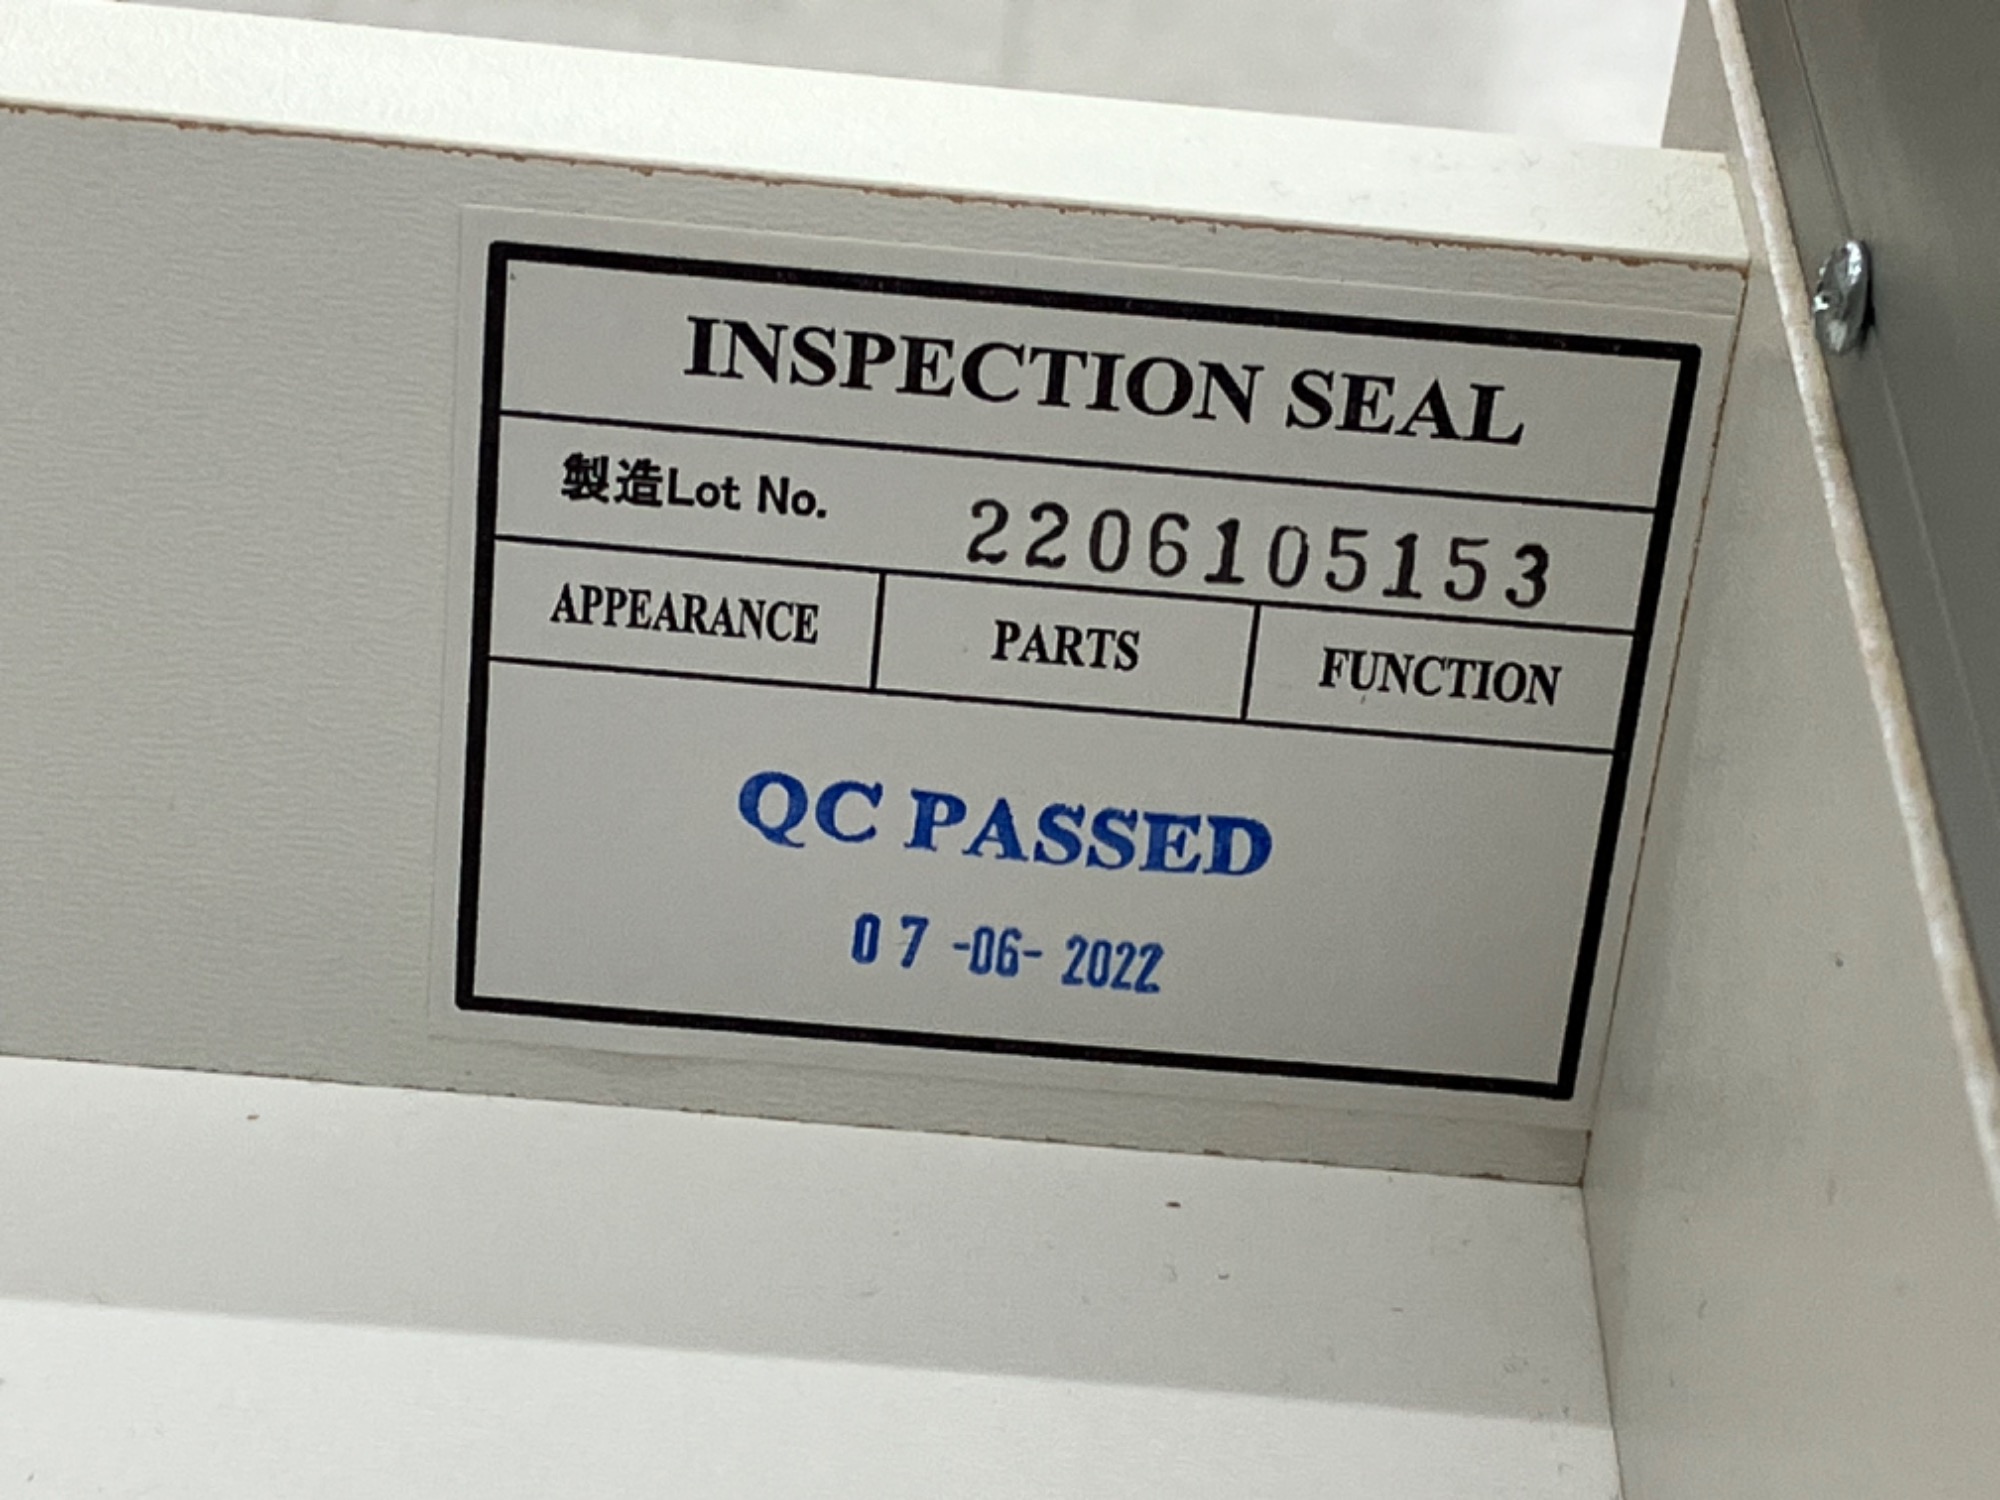 INSPECTION SEAL
製造Lot No. 2206105153
APPEARANCE PARTS FUNCTION
QC PASSED
07 -06- 2022